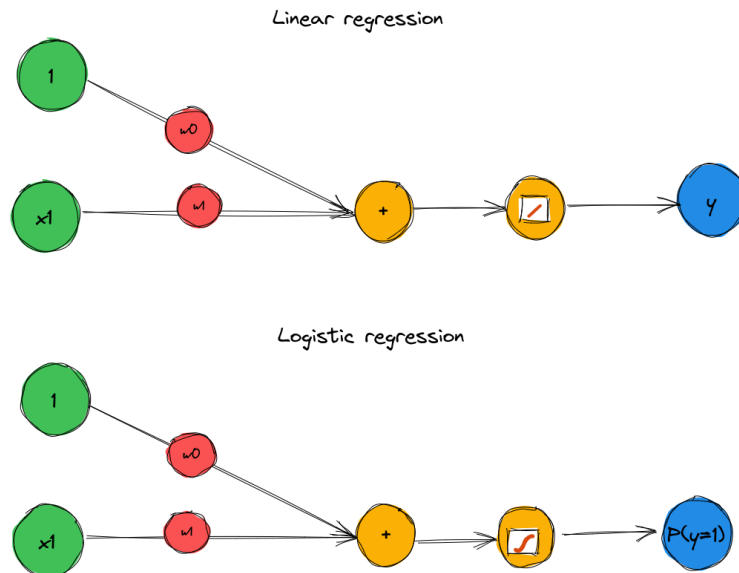 Linear regression
1
w0
x1
w1
+
y
Logistic regression
1
w0
x1
w1
+
P(y=1)